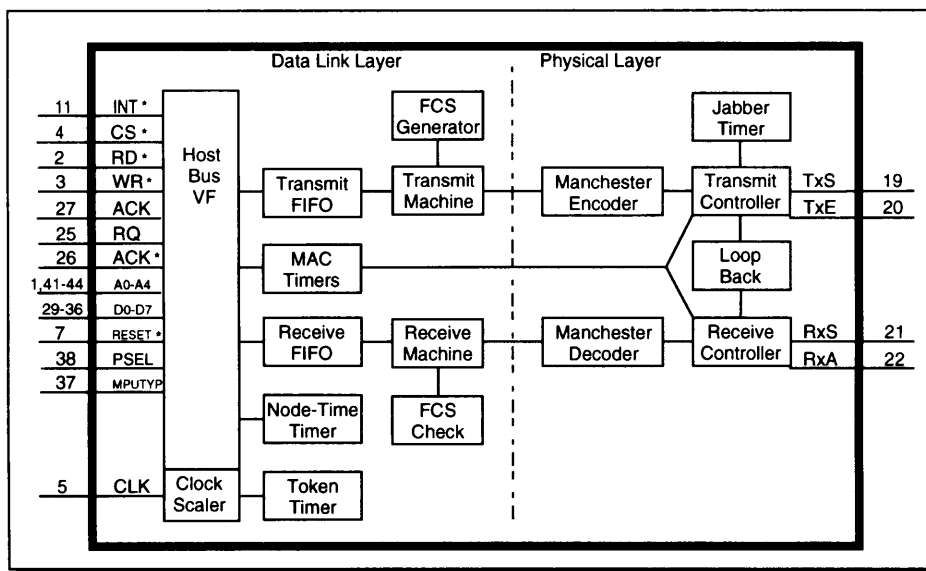 Data Link Layer
Physical Layer
11 INT *
4 CS *
2 RD *
3 WR *
27 ACK
25 RQ
26 ACK *
1,41-44 A0-A4
29-36 D0-D7
7 RESET *
38 PSEL
37 MPUTYP
5 CLK
Host
Bus
VF
Clock
Scaler
FCS
Generator
Transmit
FIFO
Transmit
Machine
MAC
Timers
Receive
FIFO
Receive
Machine
Node-Time
Timer
FCS
Check
Token
Timer
Jabber
Timer
Manchester
Encoder
Transmit
Controller
Loop
Back
Manchester
Decoder
Receive
Controller
TxS 19
TxE 20
RxS 21
RxA 22